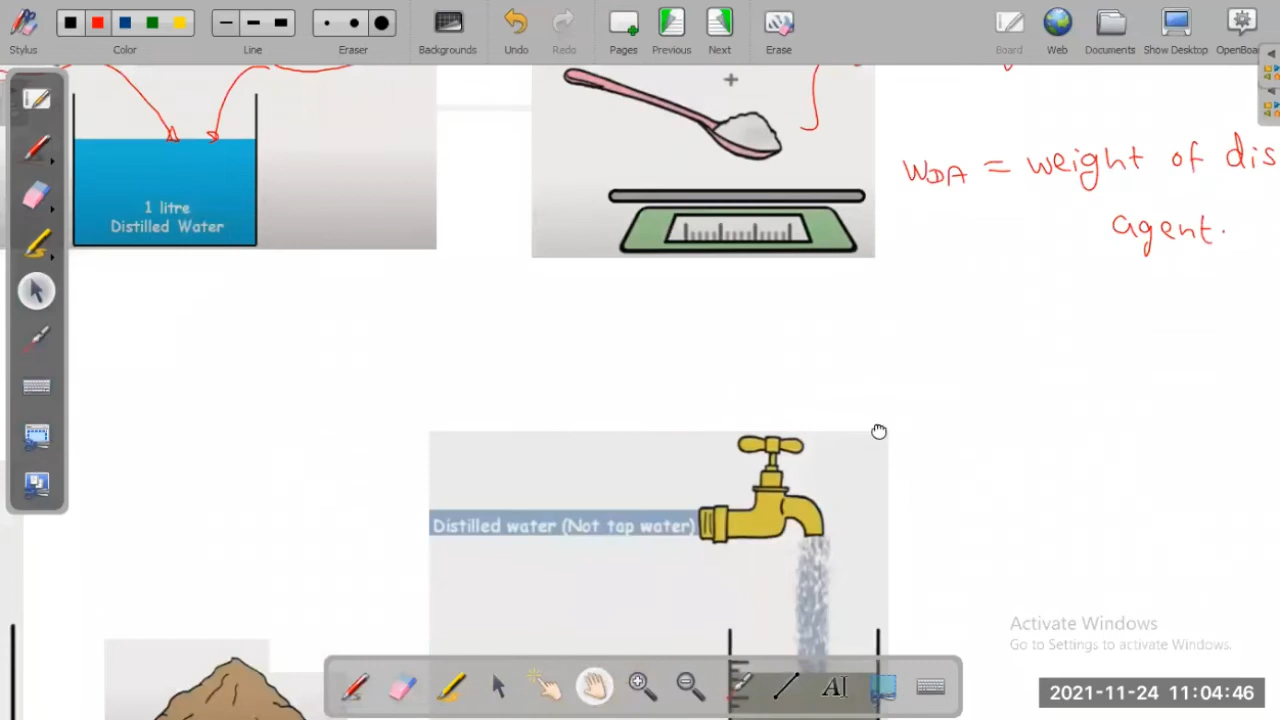 Stylus
Color
Line
Eraser
Backgrounds
Undo
Redo
Pages
Previous
Next
Erase
Board
Web
Documents
Show Desktop
OpenBoa
1 litre
Distilled Water
WDA = weight of dis
agent.
Distilled water (Not tap water)
Activate Windows
Go to Settings to activate Windows.
2021-11-24 11:04:46